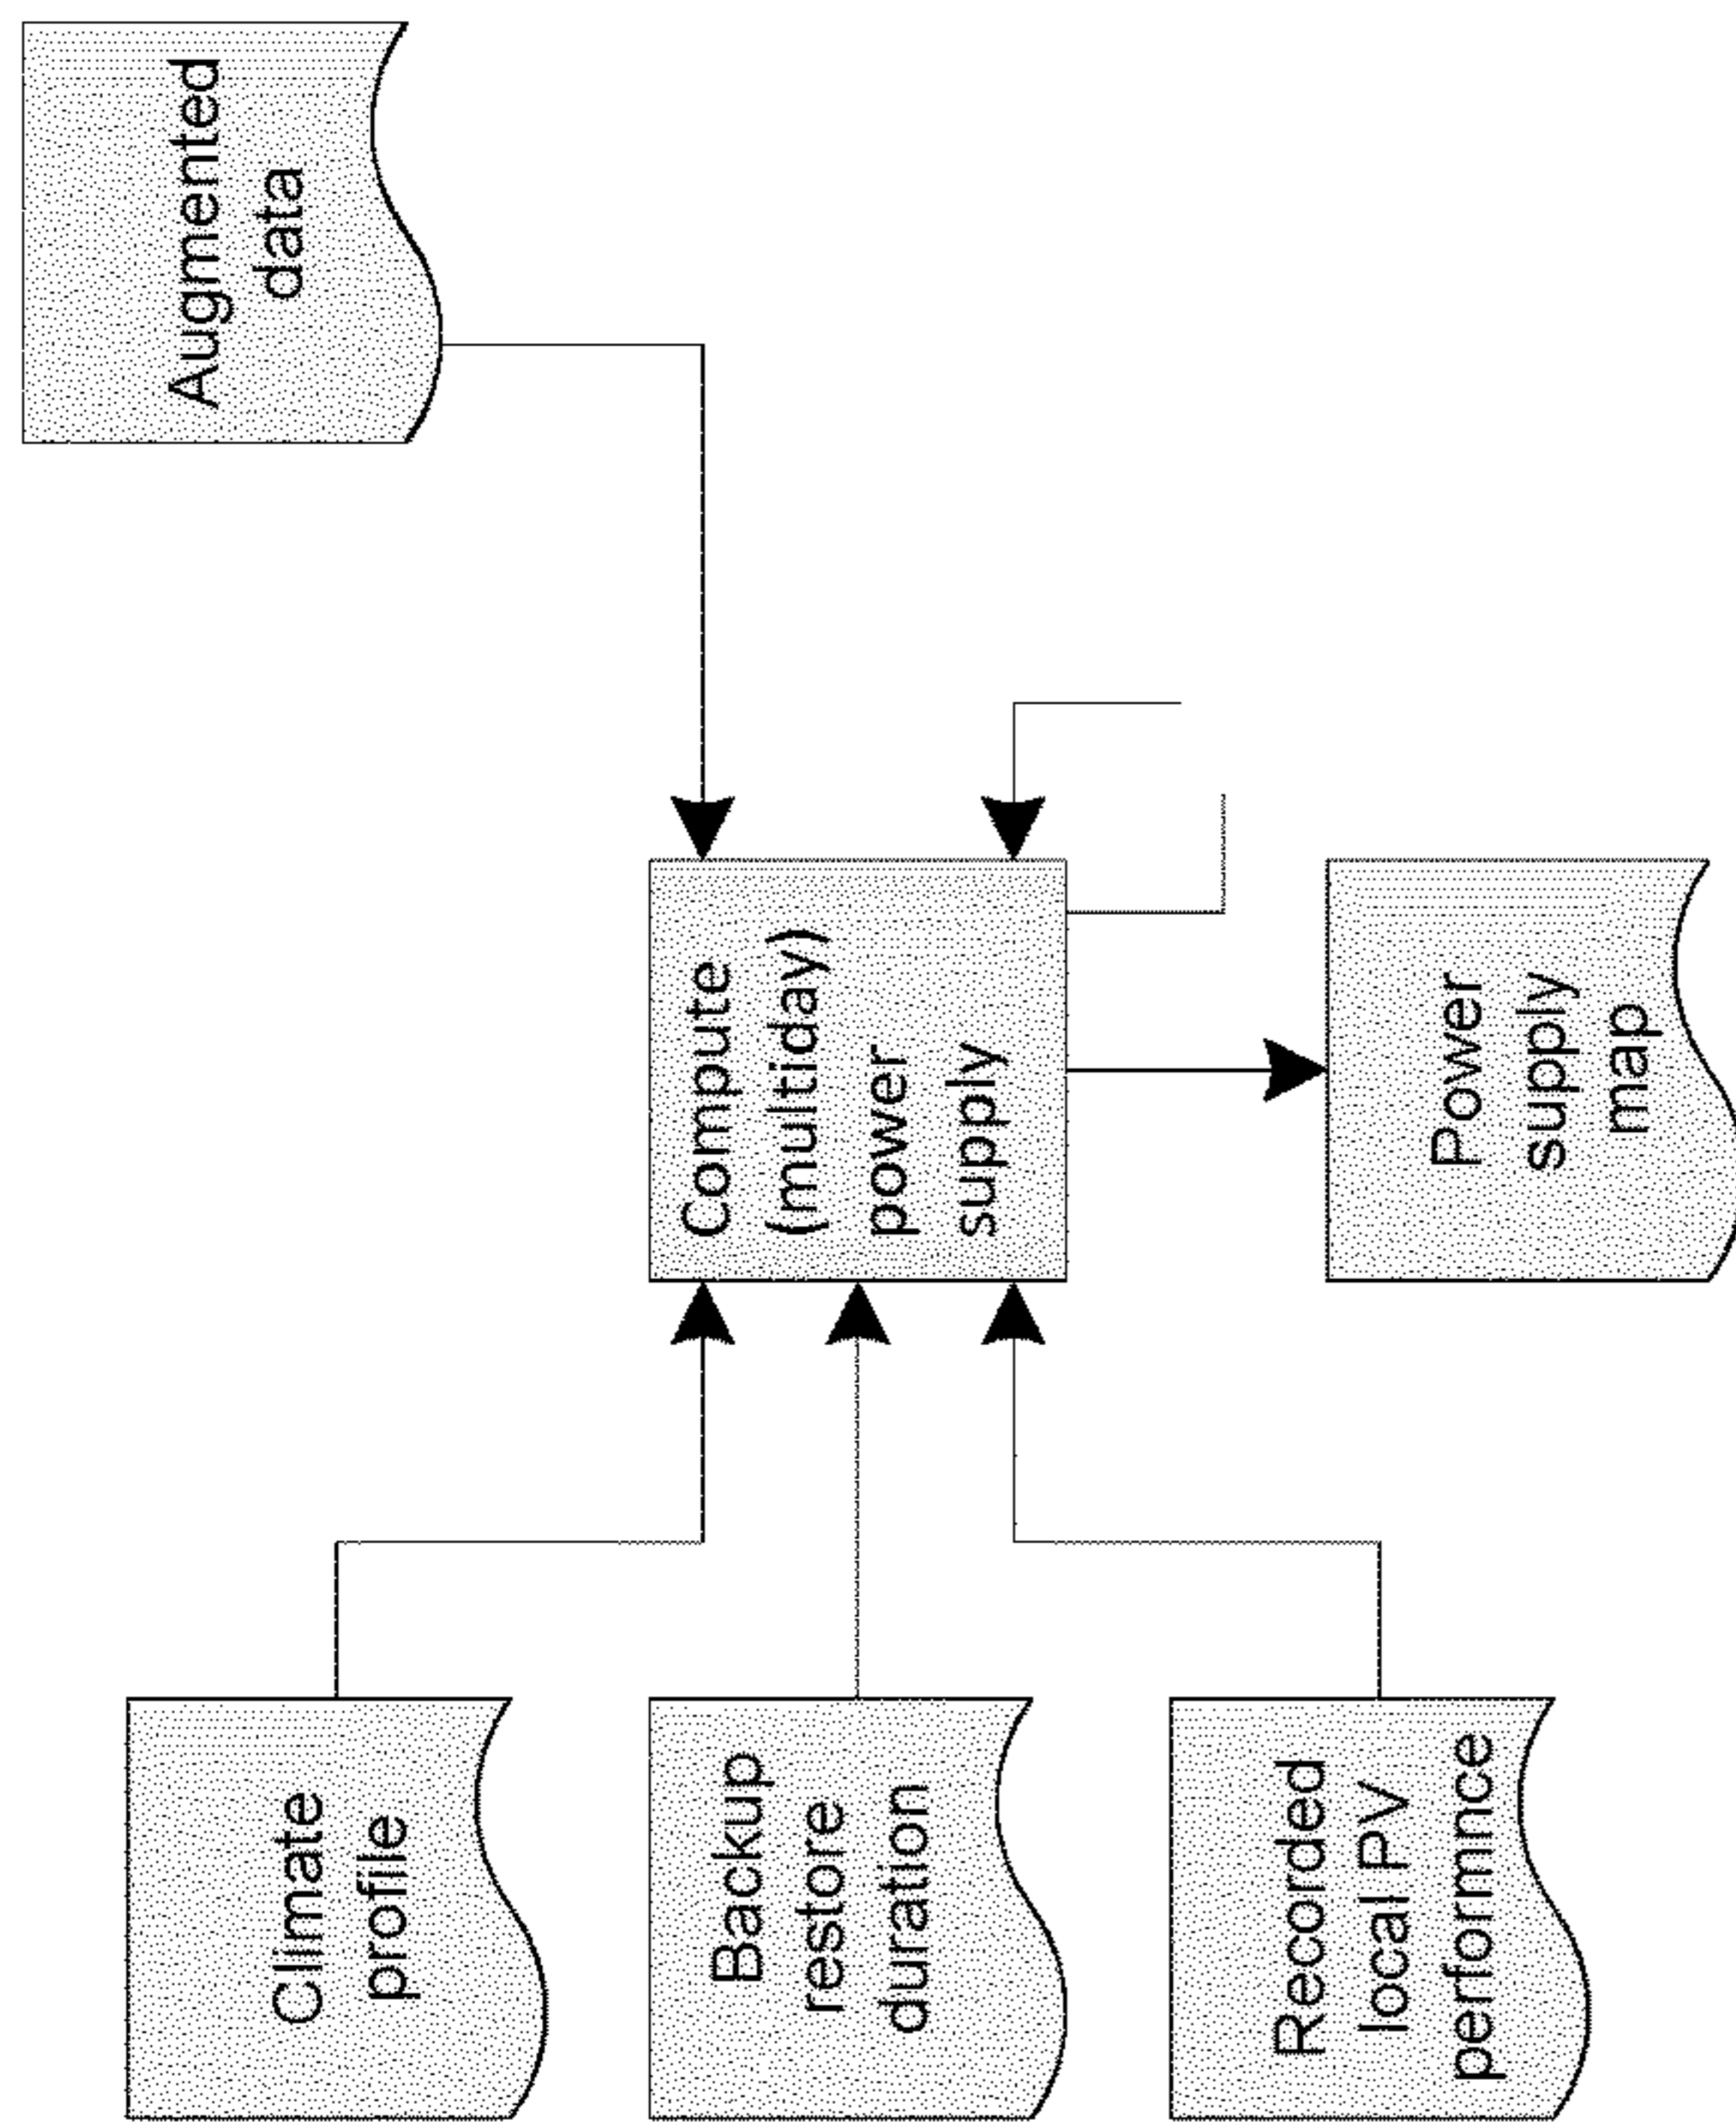 Climate
profile
Backup
restore
duration
Recorded
local PV
performnce
Compute
(multiday)
power
supply
Power
supply
map
Augmented
data